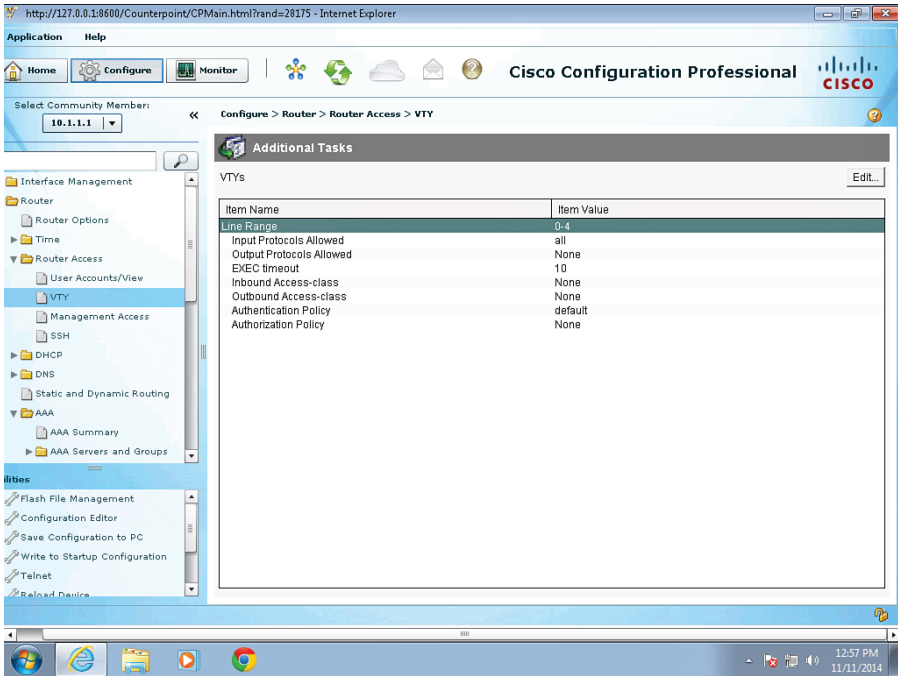 http://127.0.0.1:8600/Counterpoint/CPMain.html?rand=28175 - Internet Explorer
Application Help
Home Configure Monitor Cisco Configuration Professional CISCO
Select Community Member:
10.1.1.1
Configure > Router > Router Access > VTY
Interface Management
Router
Router Options
Time
Router Access
User Accounts/View
VTY
Management Access
SSH
DHCP
DNS
Static and Dynamic Routing
AAA
AAA Summary
AAA Servers and Groups
ilities
Flash File Management
Configuration Editor
Save Configuration to PC
Write to Startup Configuration
Telnet
Reload Device
Additional Tasks
VTYs Edit...
Item Name Item Value
Line Range 0-4
Input Protocols Allowed all
Output Protocols Allowed None
EXEC timeout 10
Inbound Access-class None
Outbound Access-class None
Authentication Policy default
Authorization Policy None
12:57 PM
11/11/2014